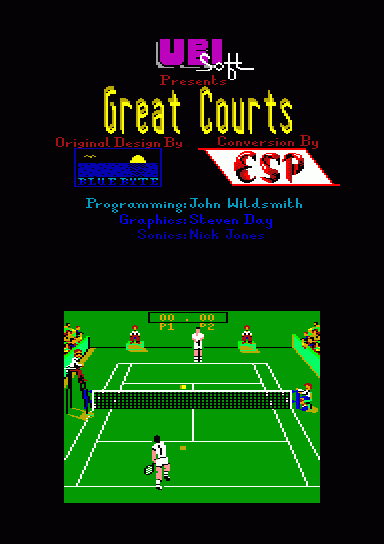 UBI
Soft
Presents
Great Courts
Original Design By
Conversion By
BLUE BYTE
ESP
Programming: John Wildsmith
Graphics: Steven Day
Sonics: Nick Jones
00 . 00
P1 P2